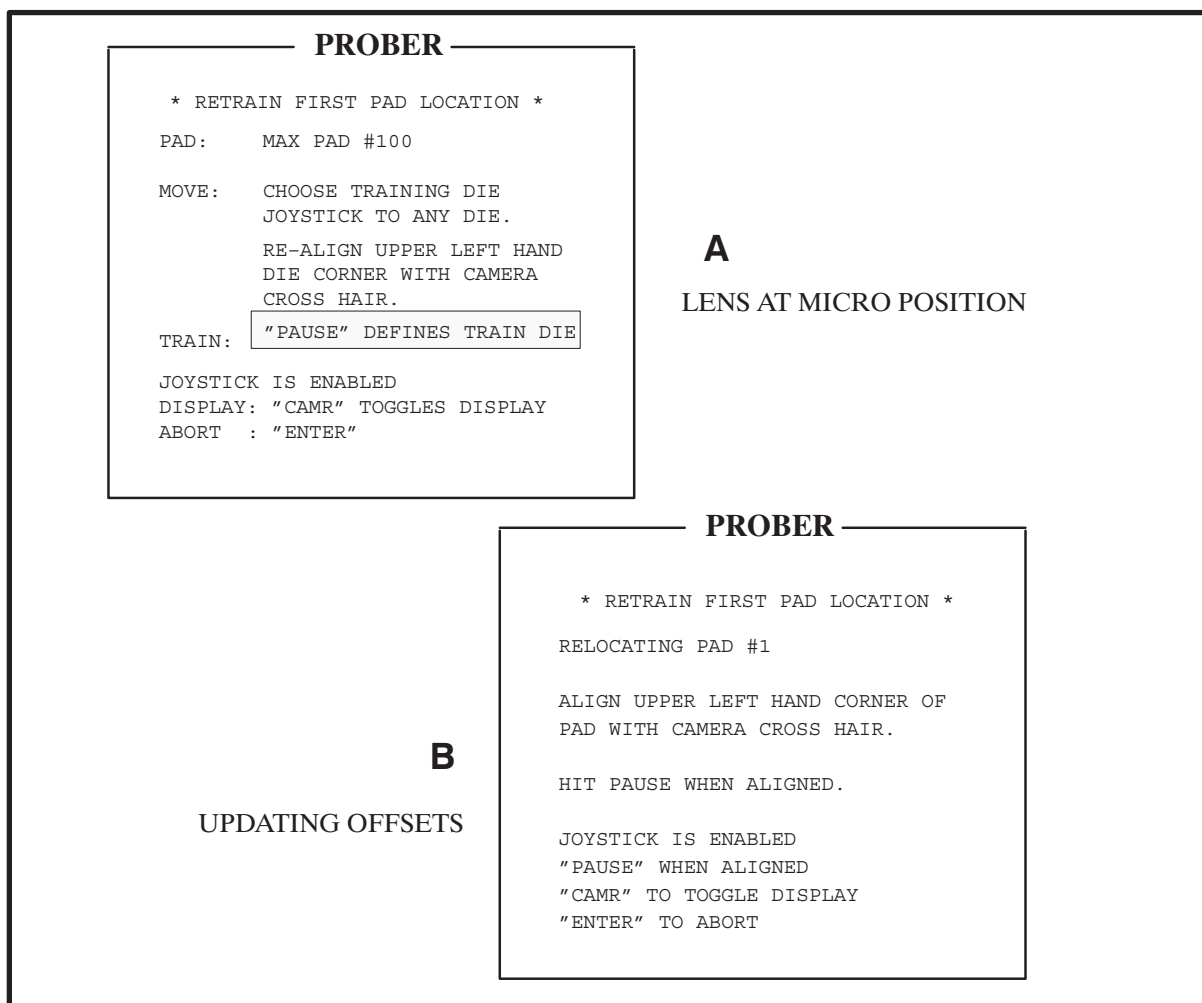 PROBER
* RETRAIN FIRST PAD LOCATION *
PAD: MAX PAD #100
MOVE: CHOOSE TRAINING DIE
JOYSTICK TO ANY DIE.
RE–ALIGN UPPER LEFT HAND
DIE CORNER WITH CAMERA
CROSS HAIR.
TRAIN: ″PAUSE″ DEFINES TRAIN DIE
JOYSTICK IS ENABLED
DISPLAY: ″CAMR″ TOGGLES DISPLAY
ABORT : ″ENTER″
A
LENS AT MICRO POSITION
PROBER
* RETRAIN FIRST PAD LOCATION *
RELOCATING PAD #1
ALIGN UPPER LEFT HAND CORNER OF
PAD WITH CAMERA CROSS HAIR.
HIT PAUSE WHEN ALIGNED.
JOYSTICK IS ENABLED
″PAUSE″ WHEN ALIGNED
″CAMR″ TO TOGGLE DISPLAY
″ENTER″ TO ABORT
B
UPDATING OFFSETS